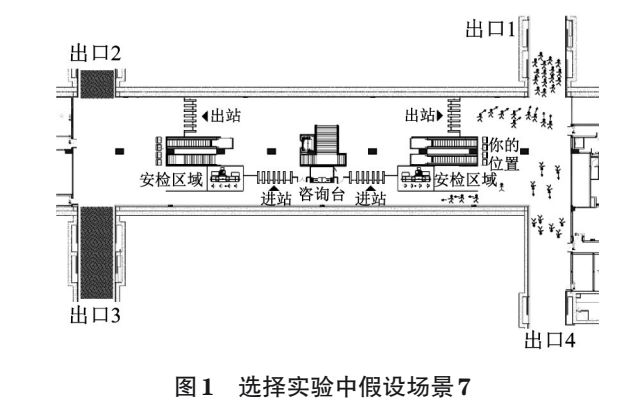 出口1
出口2
出站
出站
你的
位置
安检区域
安检区域
进站
咨询台
进站
出口3
出口4
图1 选择实验中假设场景7